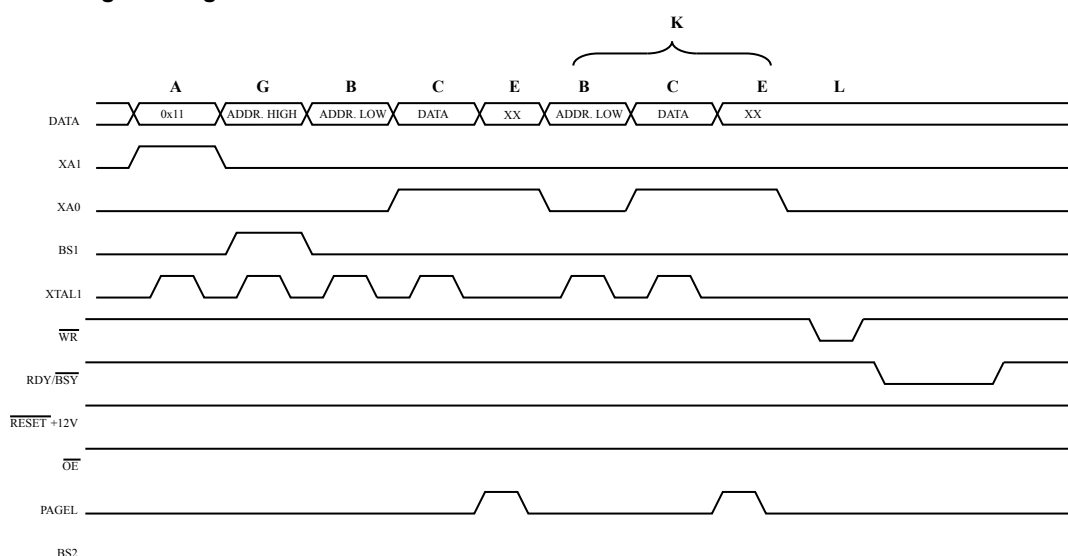 K
A G B C E B C E L
DATA 0x11 ADDR. HIGH ADDR. LOW DATA XX ADDR. LOW DATA XX
XA1
XA0
BS1
XTAL1
WR
RDY/BSY
RESET +12V
OE
PAGEL
BS2